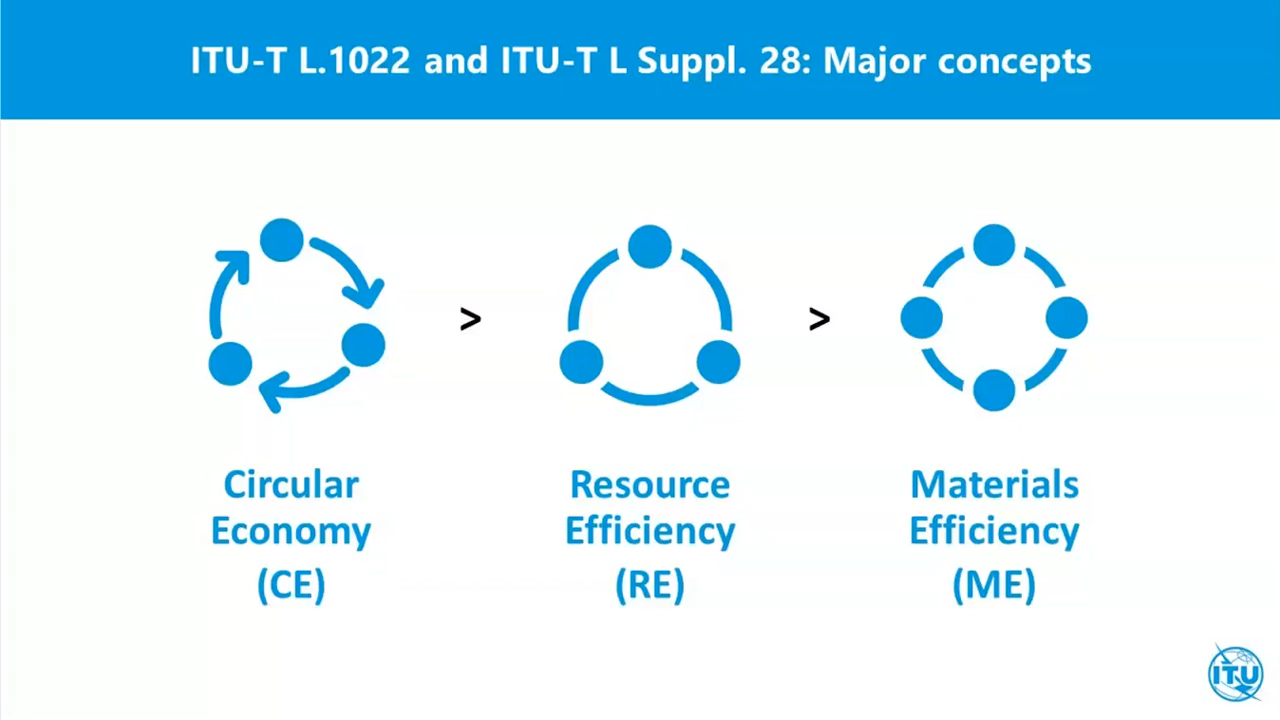 ITU-T L.1022 and ITU-T L Suppl. 28: Major concepts
> >
Circular
Economy
(CE)
Resource
Efficiency
(RE)
Materials
Efficiency
(ME)
ITU